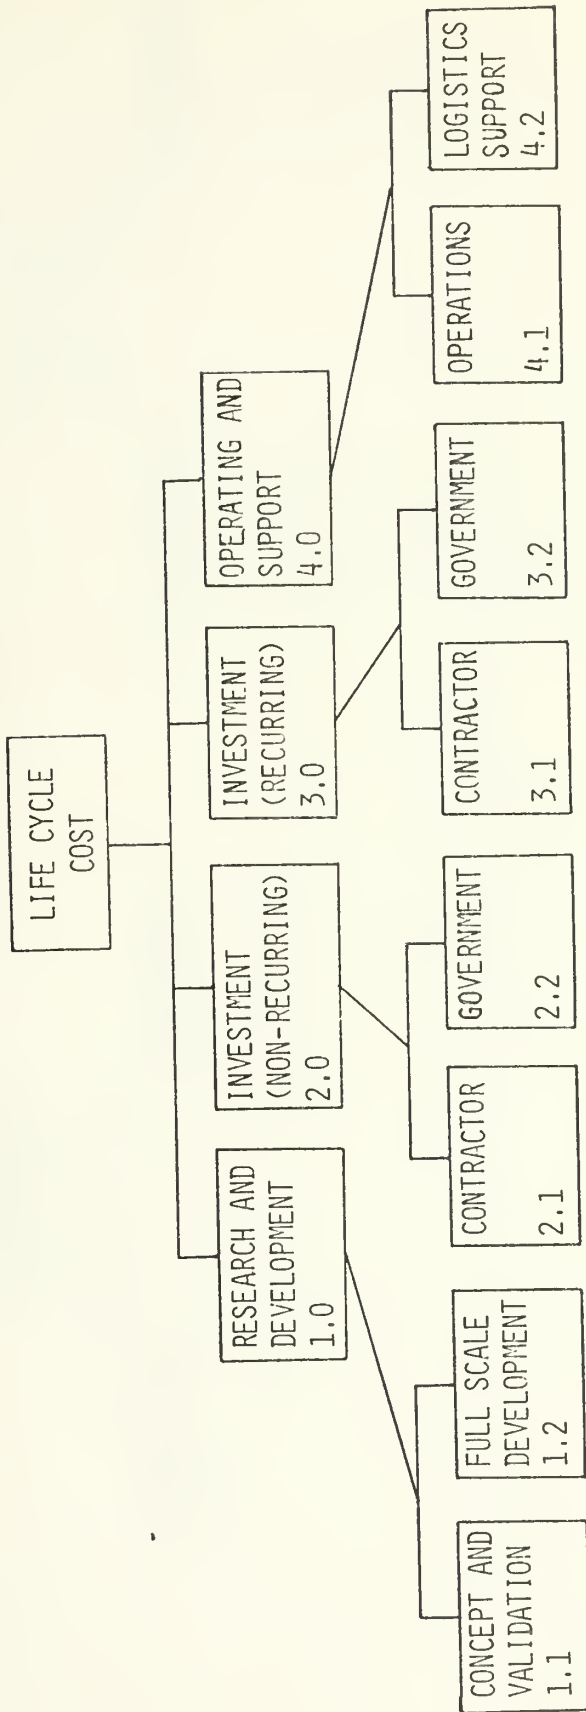 LIFE CYCLE
COST
RESEARCH AND
DEVELOPMENT
1.0
INVESTMENT
(NON-RECURRING)
2.0
INVESTMENT
(RECURRING)
3.0
OPERATING AND
SUPPORT
4.0
CONCEPT AND
VALIDATION
1.1
FULL SCALE
DEVELOPMENT
1.2
CONTRACTOR
2.1
GOVERNMENT
2.2
CONTRACTOR
3.1
GOVERNMENT
3.2
OPERATIONS
4.1
LOGISTICS
SUPPORT
4.2